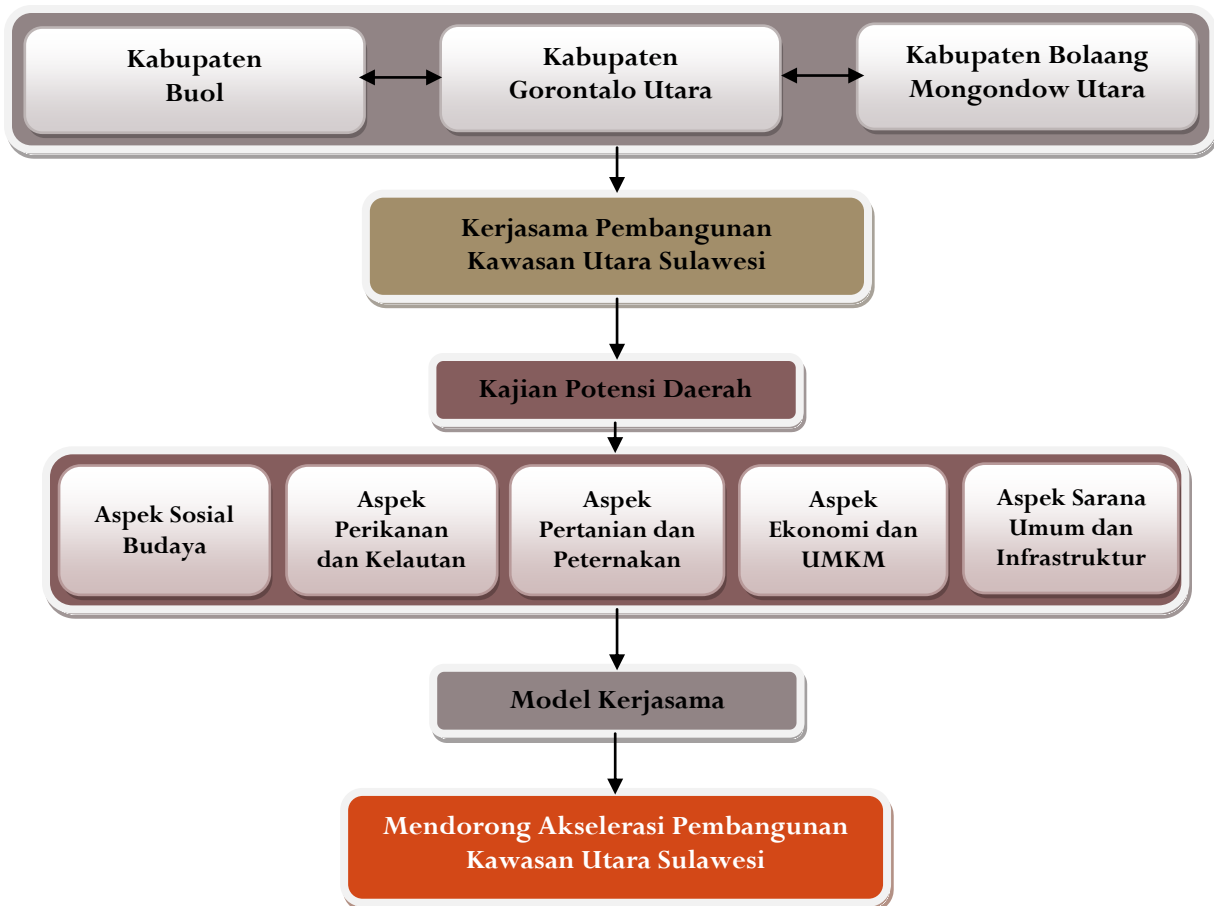 Kabupaten
Buol
Kabupaten
Gorontalo Utara
Kabupaten Bolaang
Mongondow Utara
Kerjasama Pembangunan
Kawasan Utara Sulawesi
Kajian Potensi Daerah
Aspek Sosial
Budaya
Aspek
Perikanan
dan Kelautan
Aspek
Pertanian dan
Peternakan
Aspek
Ekonomi dan
UMKM
Aspek Sarana
Umum dan
Infrastruktur
Model Kerjasama
Mendorong Akselerasi Pembangunan
Kawasan Utara Sulawesi